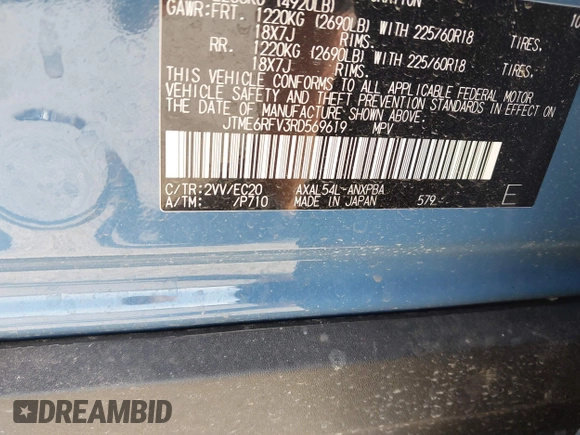 (4920LB)
GAWR:FRT. 1220KG (2690LB) WITH 225/60R18 TIRES.
18X7J RIMS.
RR. 1220KG (2690LB) WITH 225/60R18 TIRES.
18X7J RIMS.
THIS VEHICLE CONFORMS TO ALL APPLICABLE FEDERAL MOTOR
VEHICLE SAFETY AND THEFT PREVENTION STANDARDS IN EFFECT ON
THE DATE OF MANUFACTURE SHOWN ABOVE.
JTME6RFV3RD569619 MPV
C/TR:2VV/EC20 AXAL54L-ANXPBA
A/TM: /P710 MADE IN JAPAN 579 E
DREAMBID